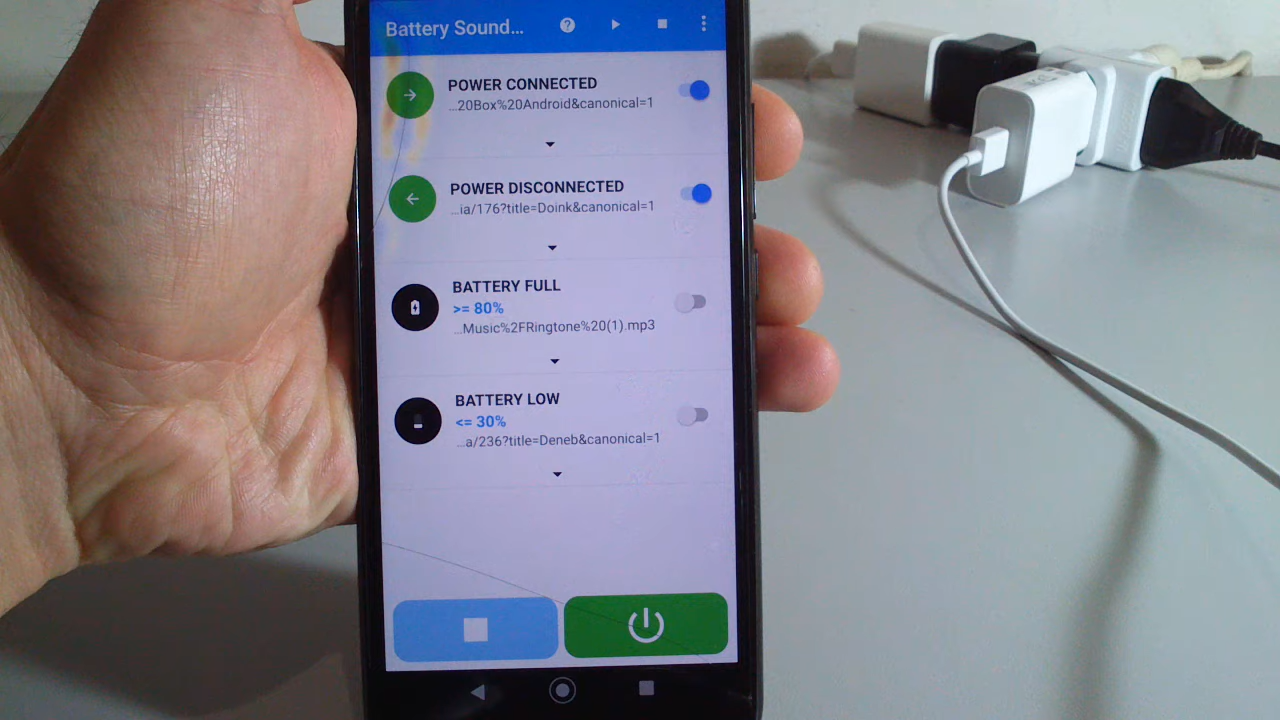 Battery Sound...
POWER CONNECTED
...20Box%20Android&canonical=1
POWER DISCONNECTED
...ia/176?title=Doink&canonical=1
BATTERY FULL
>= 80%
...Music%2FRingtone%20(1).mp3
BATTERY LOW
<= 30%
...a/236?title=Deneb&canonical=1